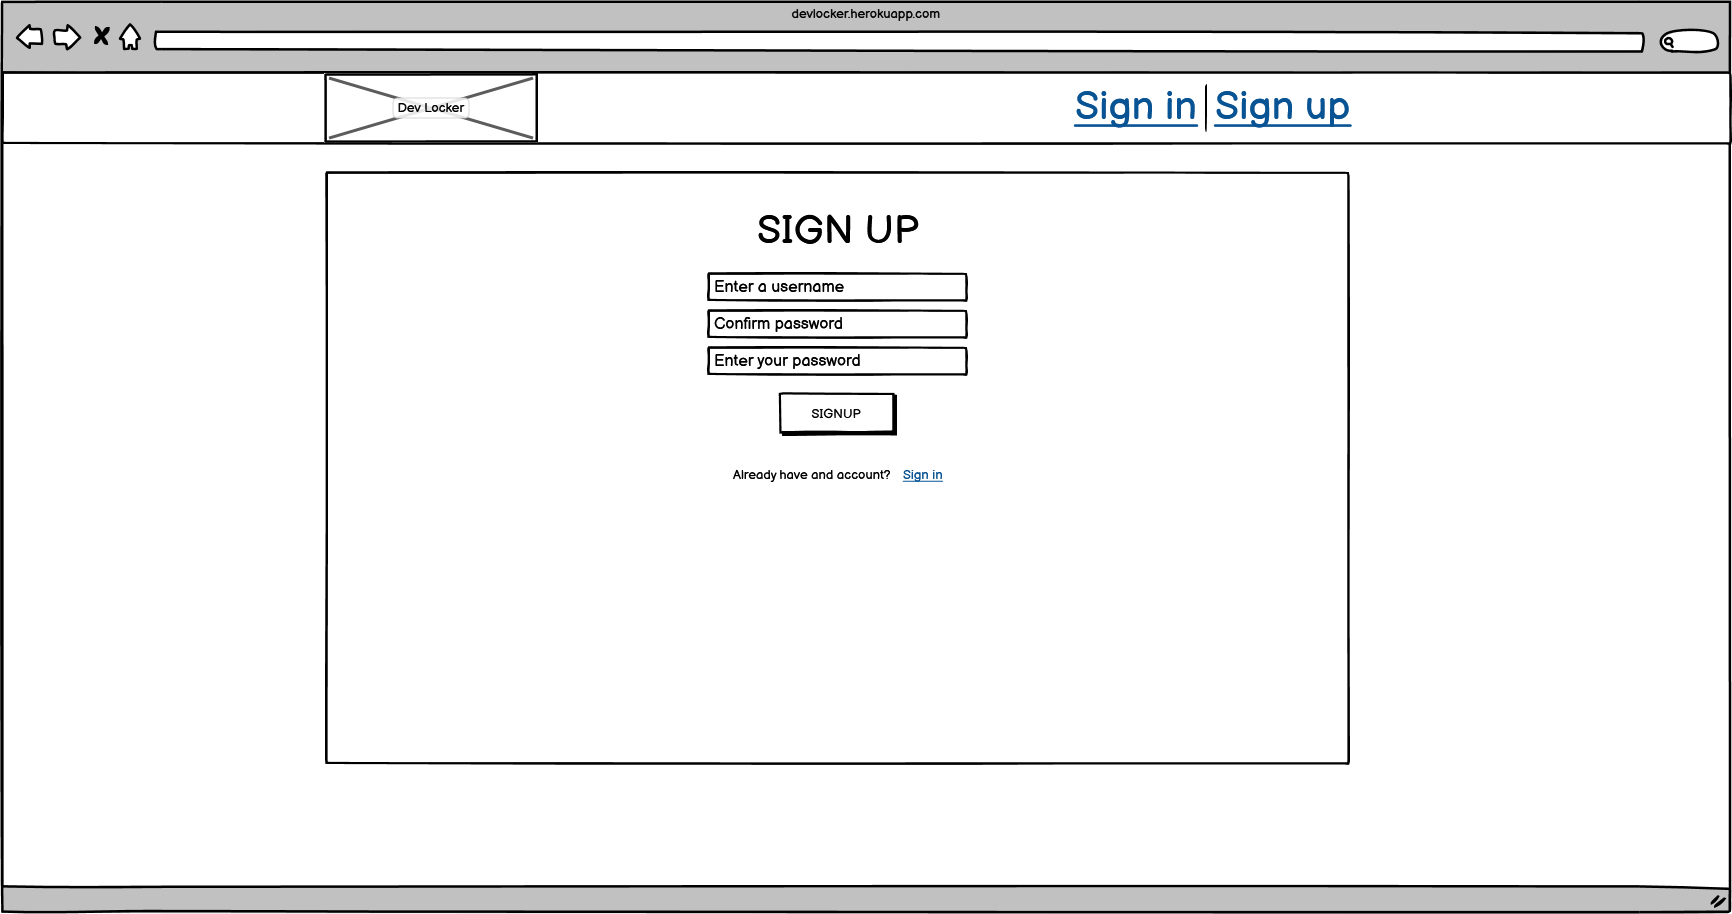 devlocker.herokuapp.com
Dev Locker
Sign in
Sign up
SIGN UP
Enter a username
Confirm password
Enter your password
SIGNUP
Already have and account? Sign in